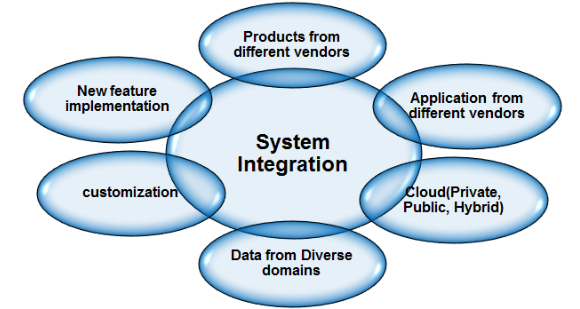 Products from
different vendors
New feature
implementation
Application from
different vendors
System
Integration
customization
Cloud(Private,
Public, Hybrid)
Data from Diverse
domains